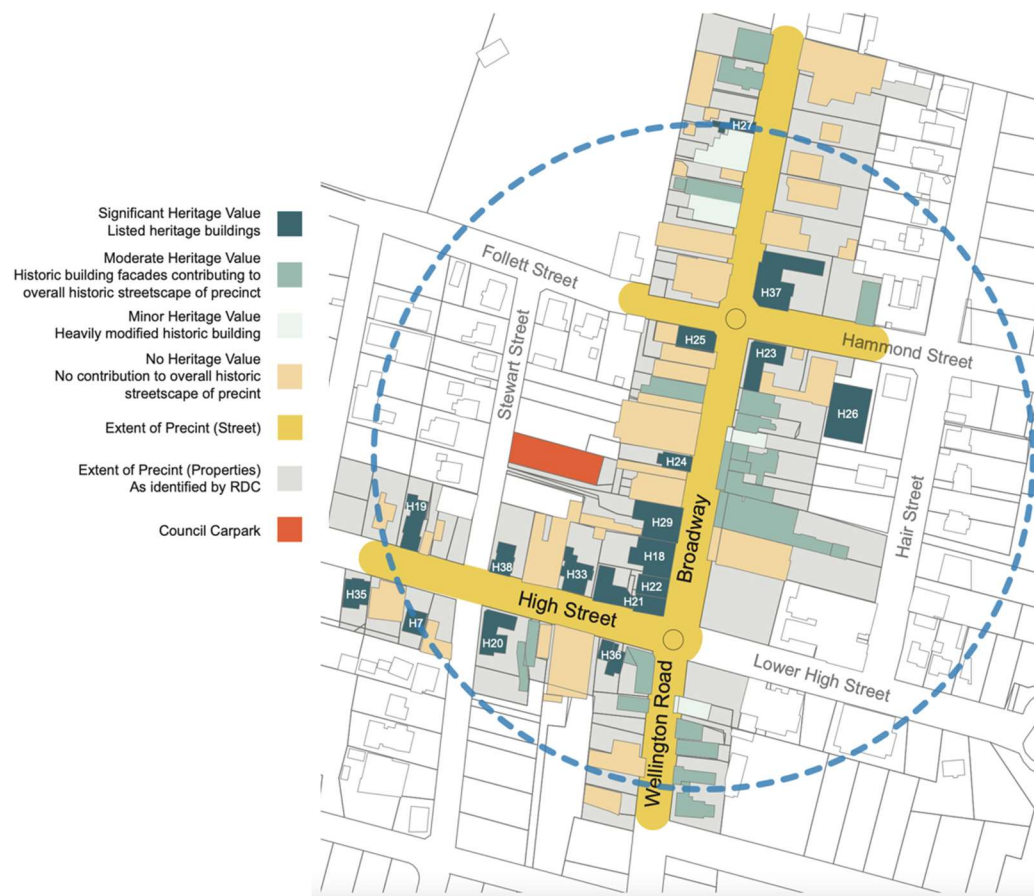 Significant Heritage Value
Listed heritage buildings
Moderate Heritage Value
Historic building facades contributing to
overall historic streetscape of precinct
Minor Heritage Value
Heavily modified historic building
No Heritage Value
No contribution to overall historic
streetscape of precint
Extent of Precint (Street)
Extent of Precint (Properties)
As identified by RDC
Council Carpark
H27
Follett Street
H37
H25
Hammond Street
H23
Stewart Street
H26
H24
H19
H29
Broadway
Hair Street
H18
H38
H33
H22
H35
H21
High Street
H7
H20
H36
Lower High Street
Wellington Road